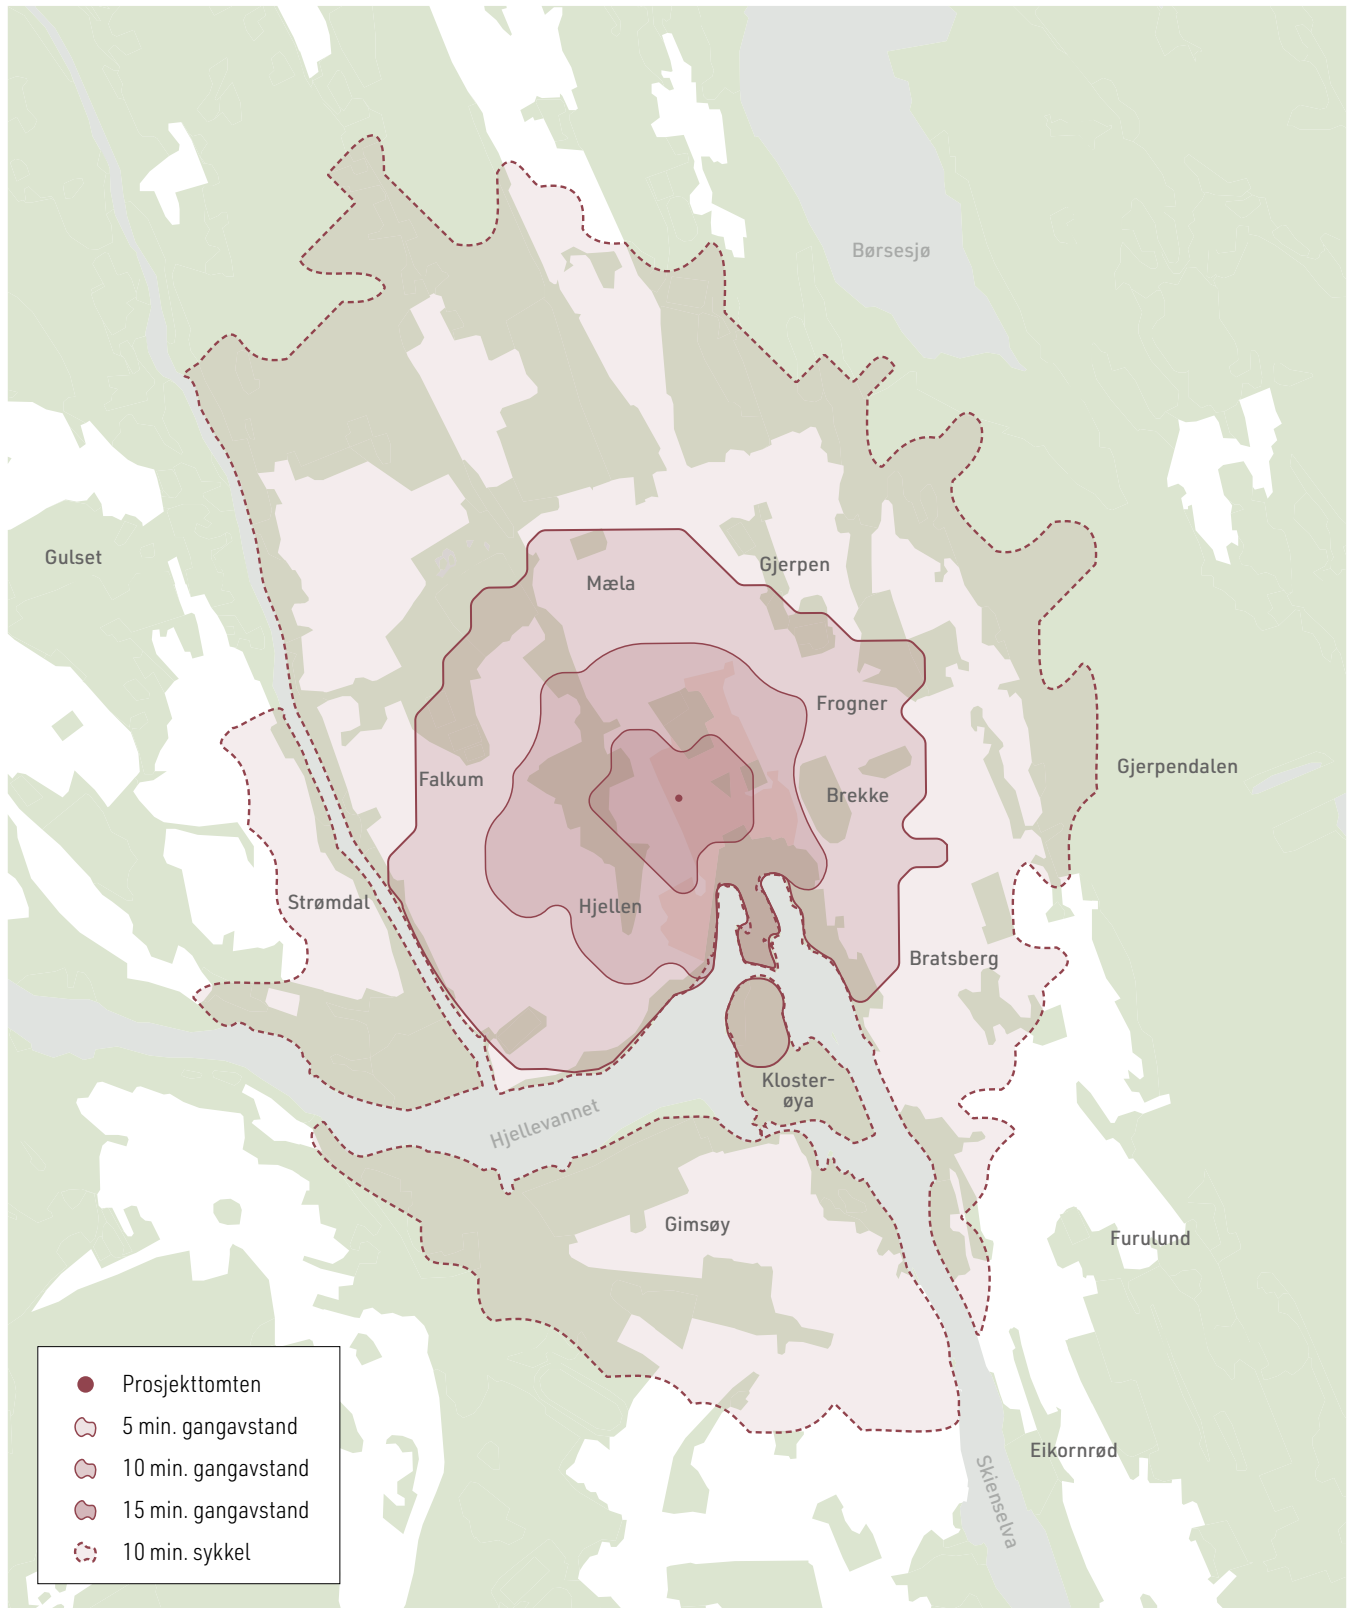 Børsesjø
Gulset
Gjerpen
Mæla
Frogner
Gjerpendalen
Falkum
Brekke
Strømdal
Hjellen
Bratsberg
Kloster-
øya
Hjellevannet
Gimsøy
Furulund
Eikornrød
Skienselva
Prosjekttomten
5 min. gangavstand
10 min. gangavstand
15 min. gangavstand
10 min. sykkel